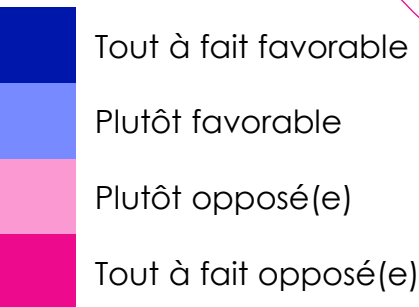 Tout à fait favorable
Plutôt favorable
Plutôt opposé(e)
Tout à fait opposé(e)